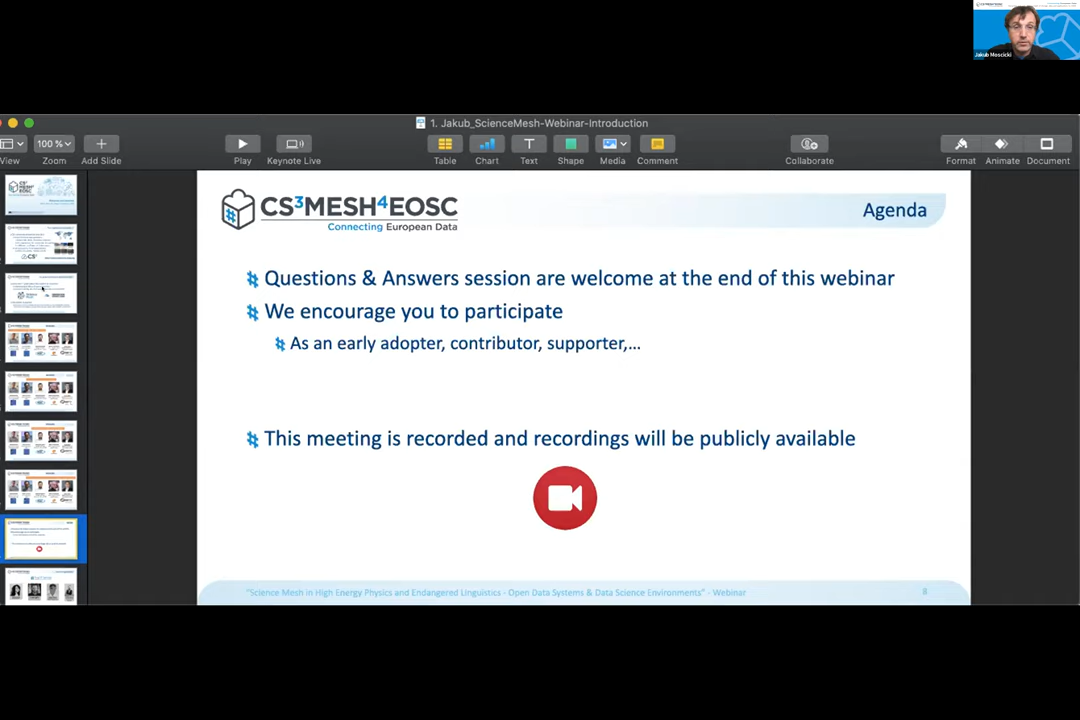 Jakub Moscicki
1. Jakub_ScienceMesh-Webinar-Introduction
100 %
View
Zoom
Add Slide
Play
Keynote Live
Table
Chart
Text
Shape
Media
Comment
Collaborate
Format
Animate
Document
CS3MESH4EOSC
Connecting European Data
Agenda
Questions & Answers session are welcome at the end of this webinar
We encourage you to participate
As an early adopter, contributor, supporter,...
This meeting is recorded and recordings will be publicly available
"Science Mesh in High Energy Physics and Endangered Linguistics - Open Data Systems & Data Science Environments" - Webinar
8